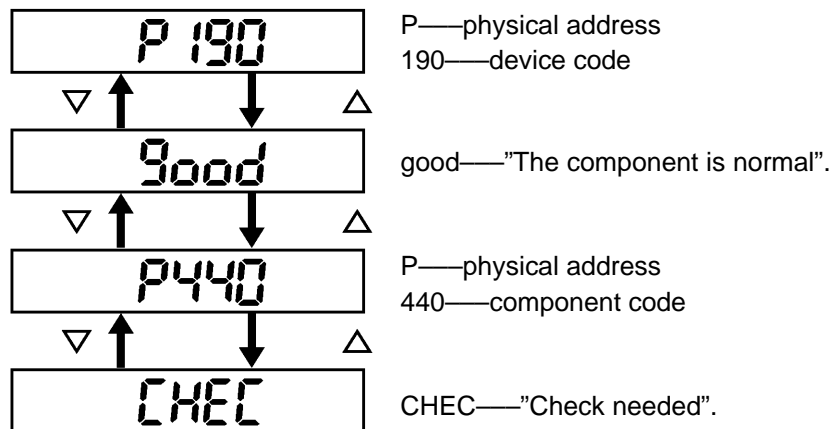 P 190
P——physical address
190——device code
▽ △
good
good——”The component is normal”.
▽ △
P440
P——physical address
440——component code
▽ △
CHEC
CHEC——”Check needed”.